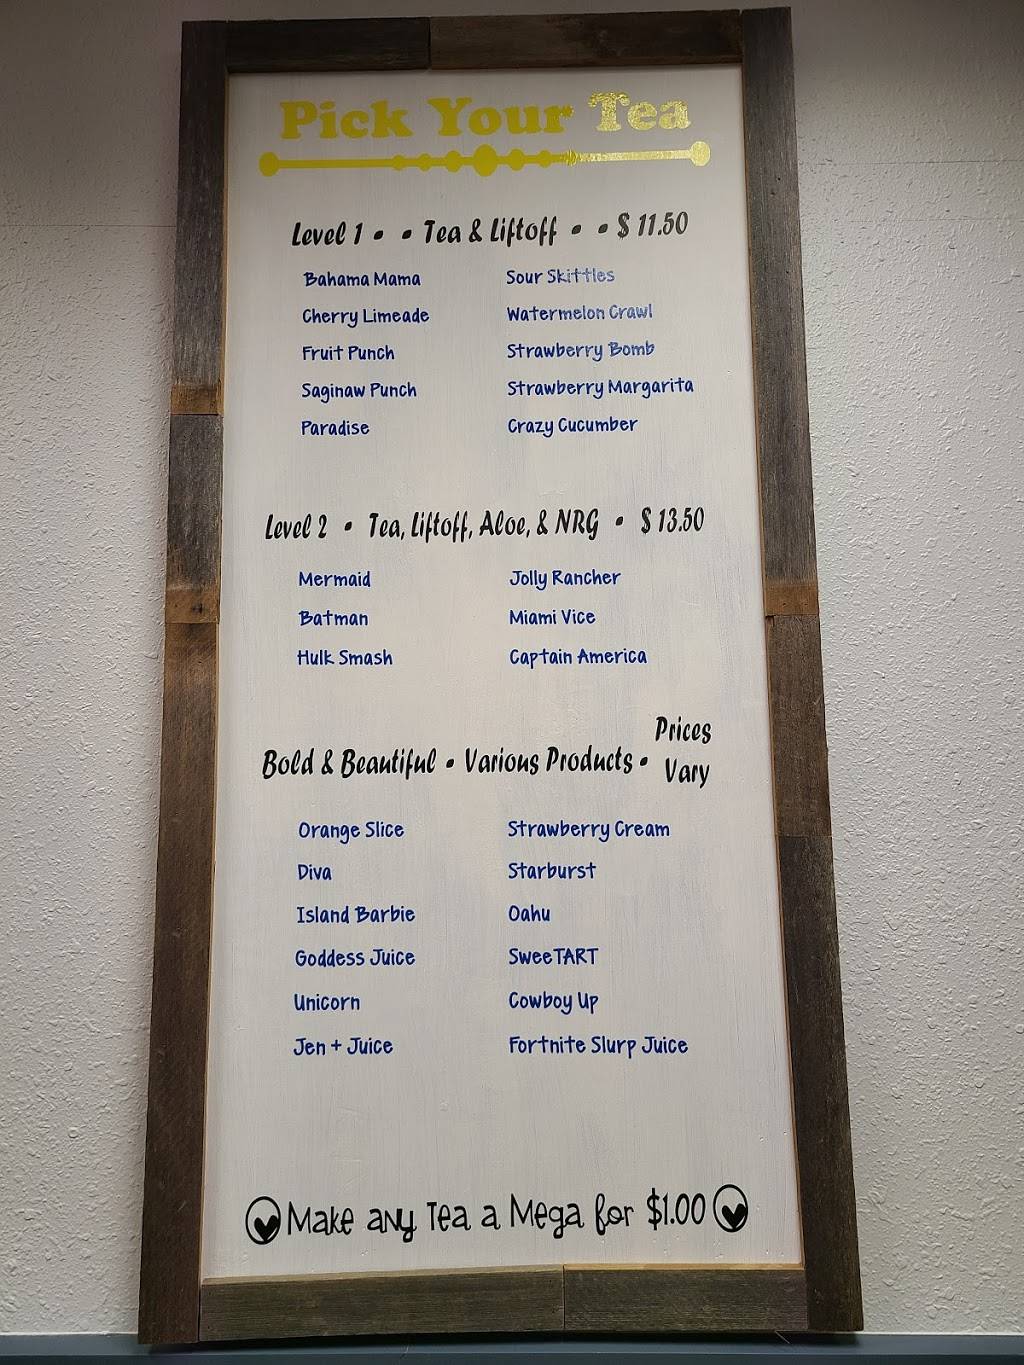 Pick Your Tea
Level 1 • • Tea & Liftoff • • $ 11.50
Bahama Mama Sour Skittles
Cherry Limeade Watermelon Crawl
Fruit Punch Strawberry Bomb
Saginaw Punch Strawberry Margarita
Paradise Crazy Cucumber
Level 2 • Tea, Liftoff, Aloe, & NRG • $ 13.50
Mermaid Jolly Rancher
Batman Miami Vice
Hulk Smash Captain America
Bold & Beautiful • Various Products • Prices
Vary
Orange Slice Strawberry Cream
Diva Starburst
Island Barbie Oahu
Goddess Juice SweeTART
Unicorn Cowboy Up
Jen + Juice Fortnite Slurp Juice
Make any Tea a Mega for $1.00